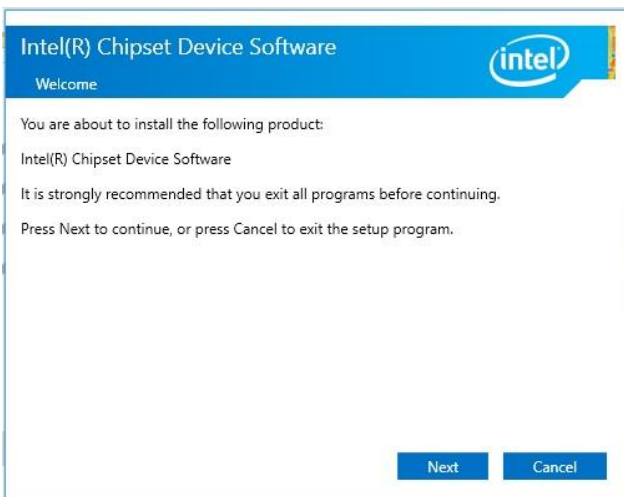 Intel(R) Chipset Device Software
intel
Welcome
You are about to install the following product:
Intel(R) Chipset Device Software
It is strongly recommended that you exit all programs before continuing.
Press Next to continue, or press Cancel to exit the setup program.
Next
Cancel